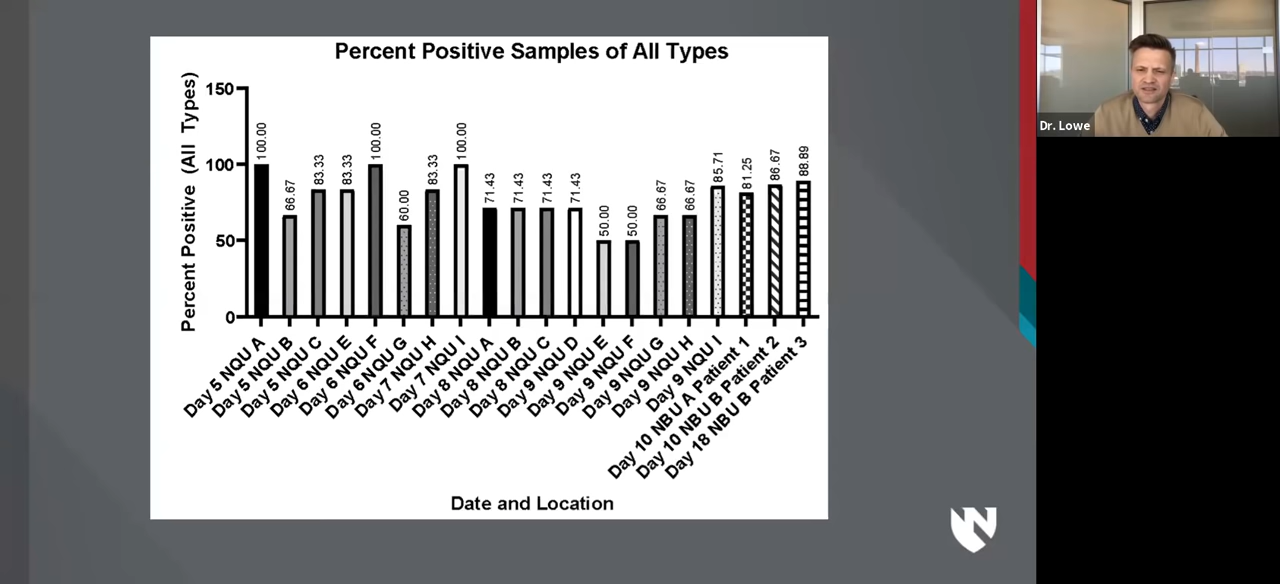 Percent Positive Samples of All Types
Percent Positive (All Types)
150
100
50
0
100.00
66.67
83.33
83.33
100.00
60.00
83.33
100.00
71.43
71.43
71.43
71.43
50.00
50.00
66.67
66.67
85.71
81.25
86.67
88.89
Day 5 NQU A
Day 5 NQU B
Day 5 NQU C
Day 6 NQU E
Day 6 NQU F
Day 6 NQU G
Day 7 NQU H
Day 7 NQU I
Day 8 NQU A
Day 8 NQU B
Day 8 NQU C
Day 9 NQU D
Day 9 NQU E
Day 9 NQU F
Day 9 NQU G
Day 9 NQU H
Day 9 NQU I
Day 10 NBU A Patient 1
Day 10 NBU B Patient 2
Day 18 NBU B Patient 3
Date and Location
Dr. Lowe
N